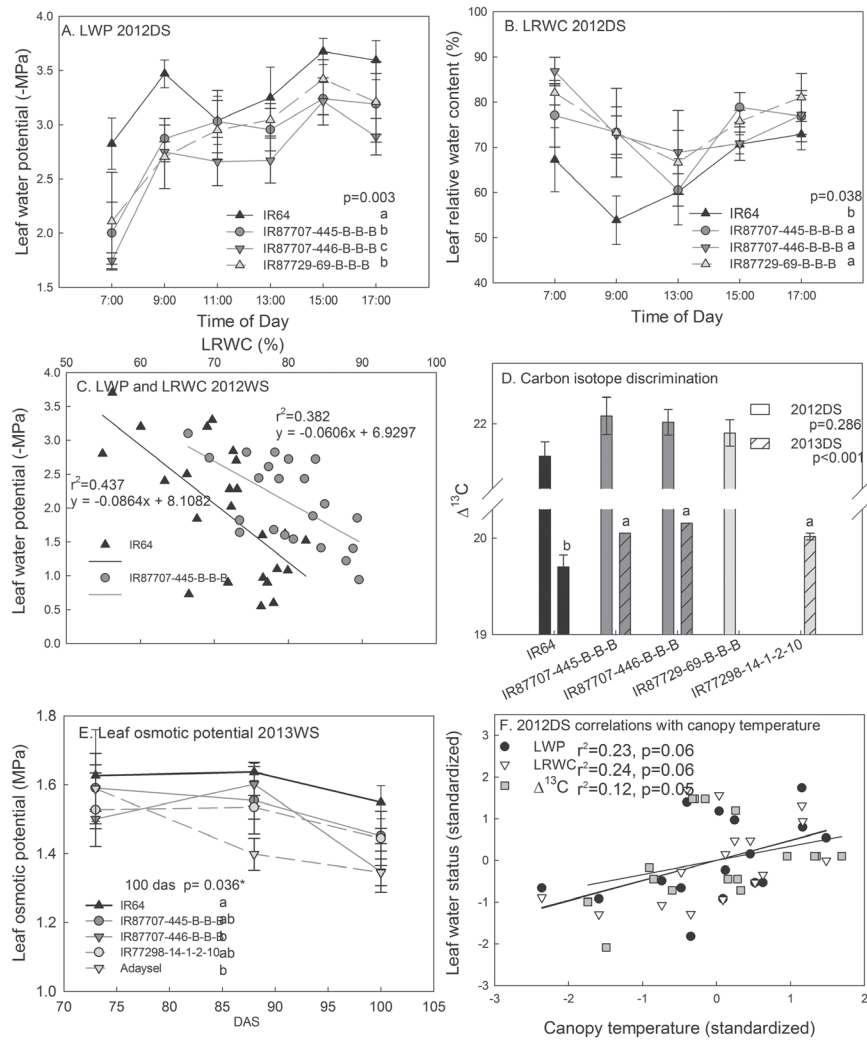 A. LWP 2012DS
Leaf water potential (-MPa)
4.0
3.5
3.0
2.5
2.0
1.5
p=0.003
IR64 a
IR87707-445-B-B-B b
IR87707-446-B-B-B c
IR87729-69-B-B-B b
7:00 9:00 11:00 13:00 15:00 17:00
Time of Day
B. LRWC 2012DS
Leaf relative water content (%)
100
90
80
70
60
50
40
p=0.038
IR64 b
IR87707-445-B-B-B a
IR87707-446-B-B-B a
IR87729-69-B-B-B a
7:00 9:00 13:00 15:00 17:00
Time of Day
LRWC (%)
50 60 70 80 90 100
C. LWP and LRWC 2012WS
Leaf water potential (-MPa)
4.0
3.5
3.0
2.5
2.0
1.5
1.0
0.5
0.0
r²=0.382
y = -0.0606x + 6.9297
r²=0.437
y = -0.0864x + 8.1082
IR64
IR87707-445-B-B-B
D. Carbon isotope discrimination
Δ¹³C
22
20
19
2012DS
p=0.286
2013DS
p<0.001
b
a
a
a
IR64
IR87707-445-B-B-B
IR87707-446-B-B-B
IR87729-69-B-B-B
IR77298-14-1-2-10
E. Leaf osmotic potential 2013WS
Leaf osmotic potential (MPa)
1.8
1.6
1.4
1.2
1.0
100 das p= 0.036*
IR64 a
IR87707-445-B-B-B ab
IR87707-446-B-B-B b
IR77298-14-1-2-10 ab
Adaysel b
70 75 80 85 90 95 100 105
DAS
F. 2012DS correlations with canopy temperature
Leaf water status (standardized)
3
2
1
0
-1
-2
-3
LWP r²=0.23, p=0.06
LRWC r²=0.24, p=0.06
Δ¹³C r²=0.12, p=0.05
-3 -2 -1 0 1 2
Canopy temperature (standardized)